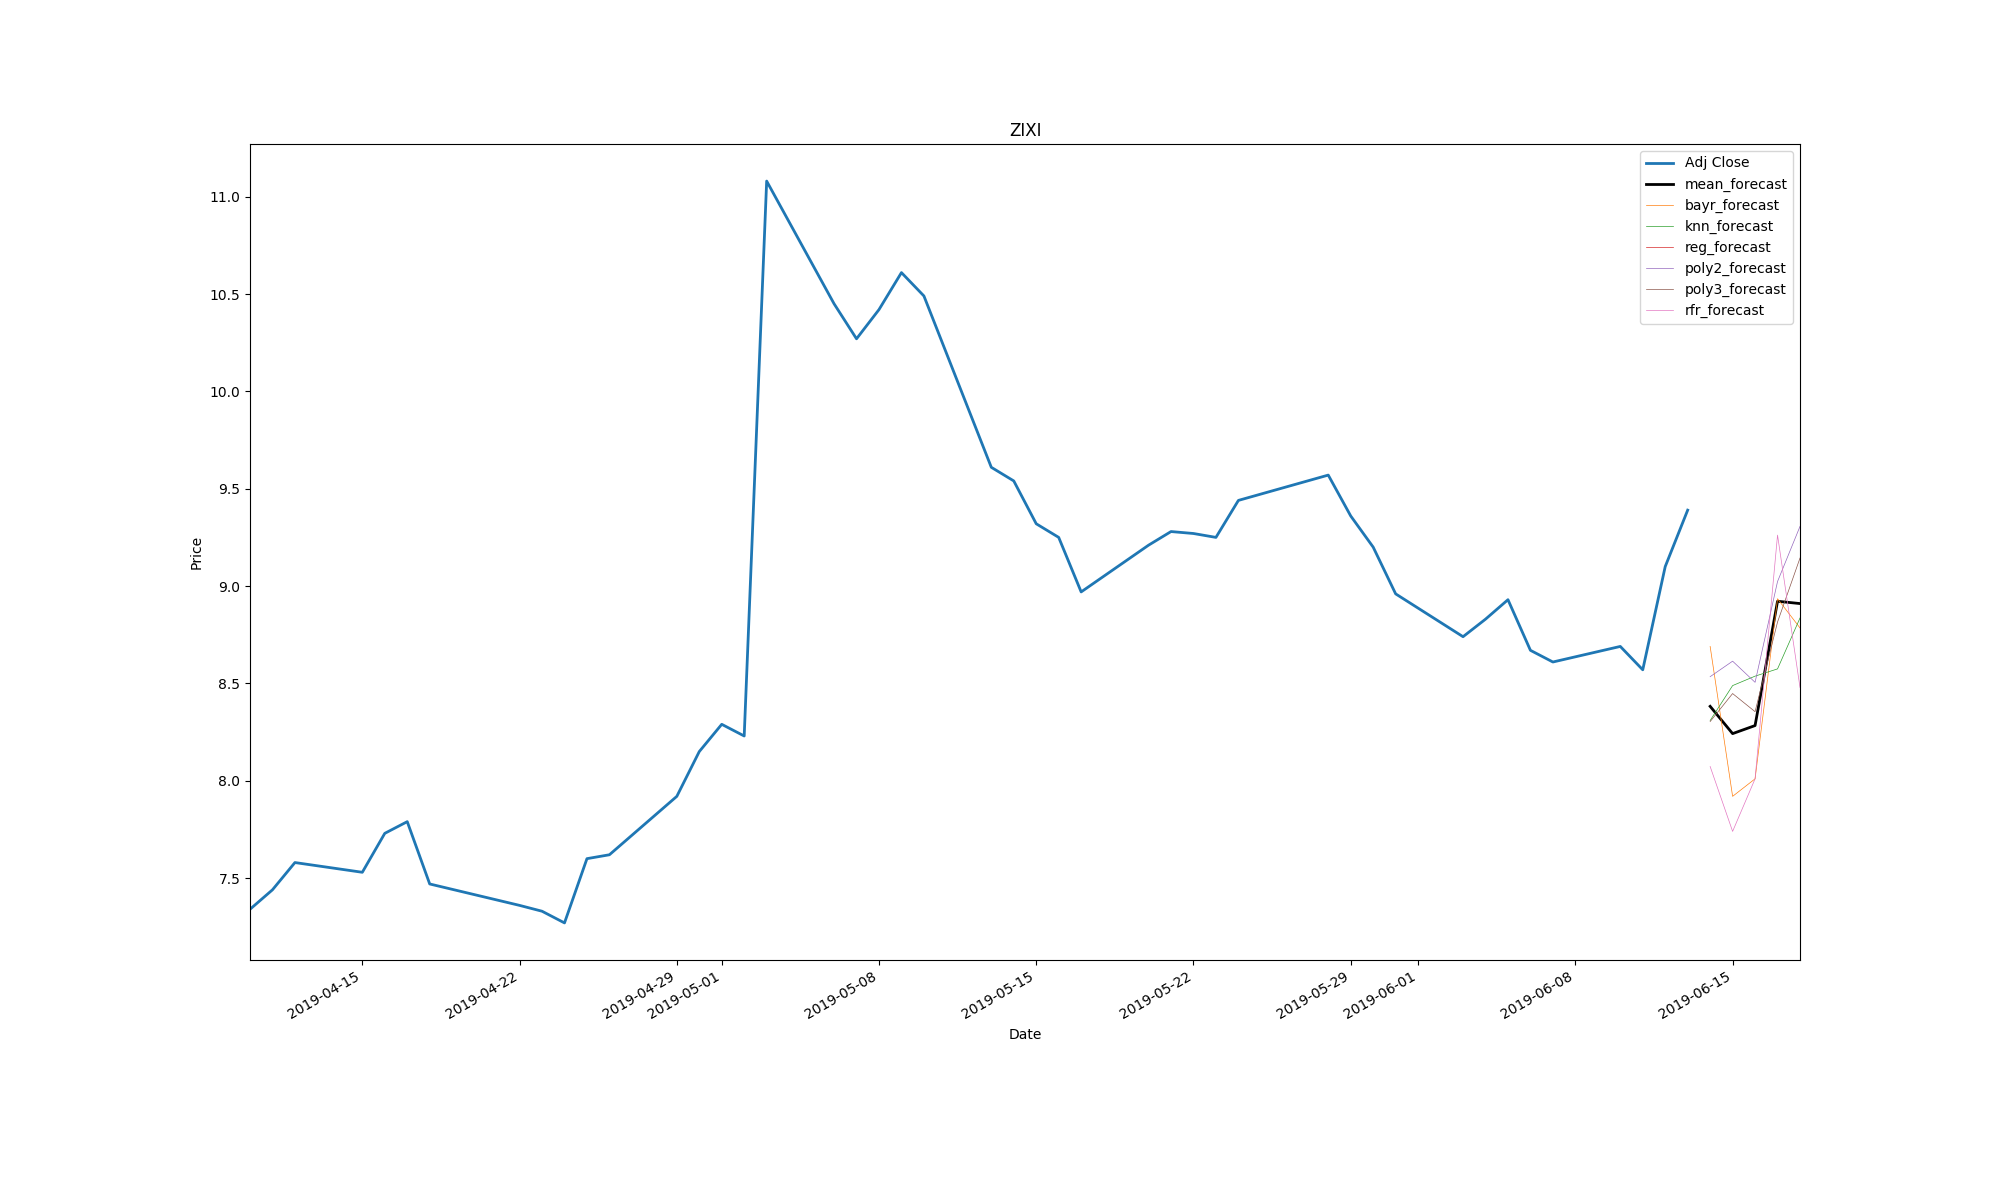 ZIXI
Adj Close
mean_forecast
bayr_forecast
knn_forecast
reg_forecast
poly2_forecast
poly3_forecast
rfr_forecast
11.0
10.5
10.0
9.5
9.0
8.5
8.0
7.5
Price
2019-04-15
2019-04-22
2019-04-29
2019-05-01
2019-05-08
2019-05-15
2019-05-22
2019-05-29
2019-06-01
2019-06-08
2019-06-15
Date